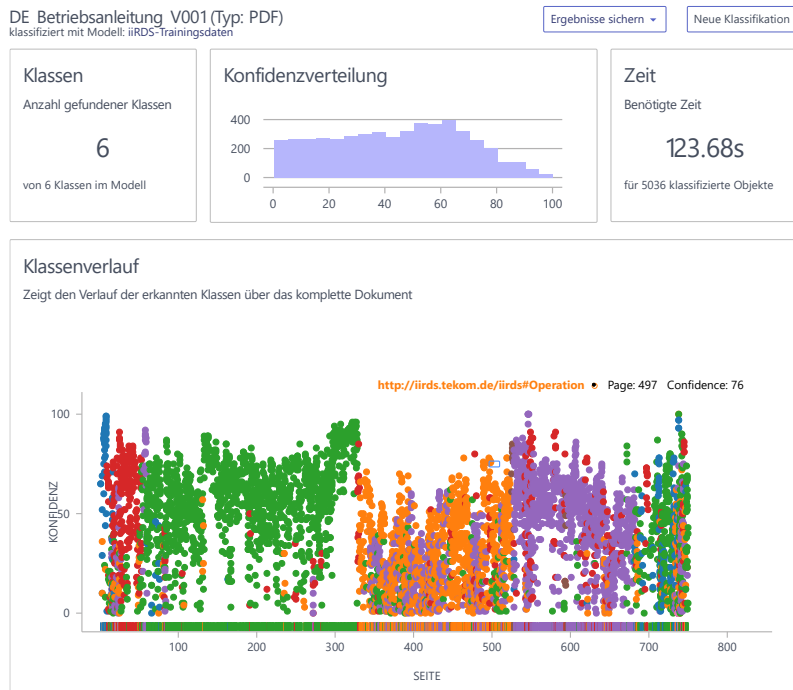 DE Betriebsanleitung V001 (Typ: PDF)
klassifiziert mit Modell: iiRDS-Trainingsdaten
Ergebnisse sichern
Neue Klassifikation
Klassen
Anzahl gefundener Klassen
6
von 6 Klassen im Modell
Konfidenzverteilung
400
200
0
0 20 40 60 80 100
Zeit
Benötigte Zeit
123.68s
für 5036 klassifizierte Objekte
Klassenverlauf
Zeigt den Verlauf der erkannten Klassen über das komplette Dokument
http://iirds.tekom.de/iirds#Operation Page: 497 Confidence: 76
100
50
0
KONFIDENZ
100 200 300 400 500 600 700 800
SEITE